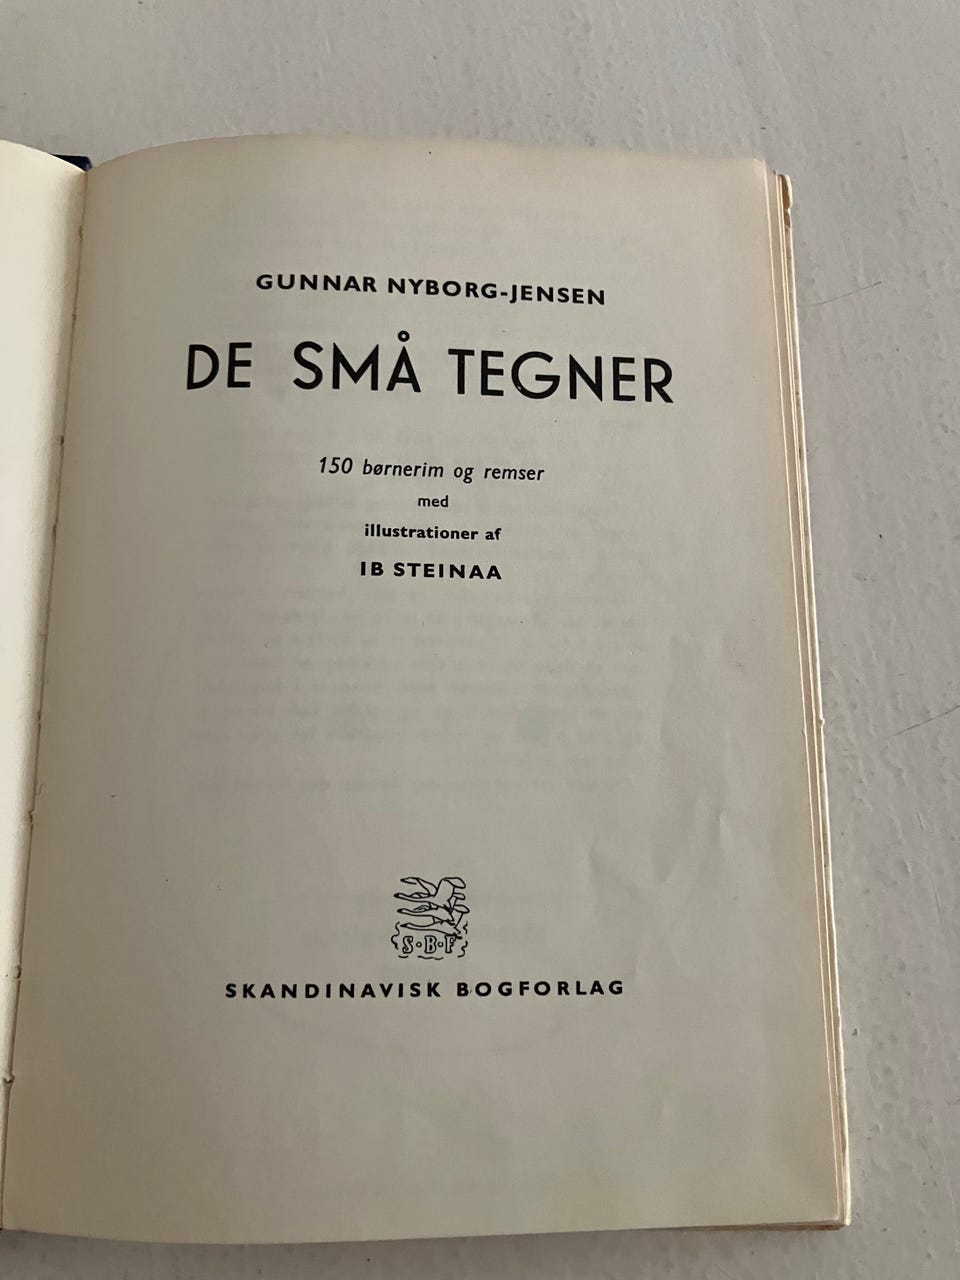 GUNNAR NYBORG-JENSEN
DE SMÅ TEGNER
150 børnerim og remser
med
illustrationer af
IB STEINAA
S·B·F
SKANDINAVISK BOGFORLAG